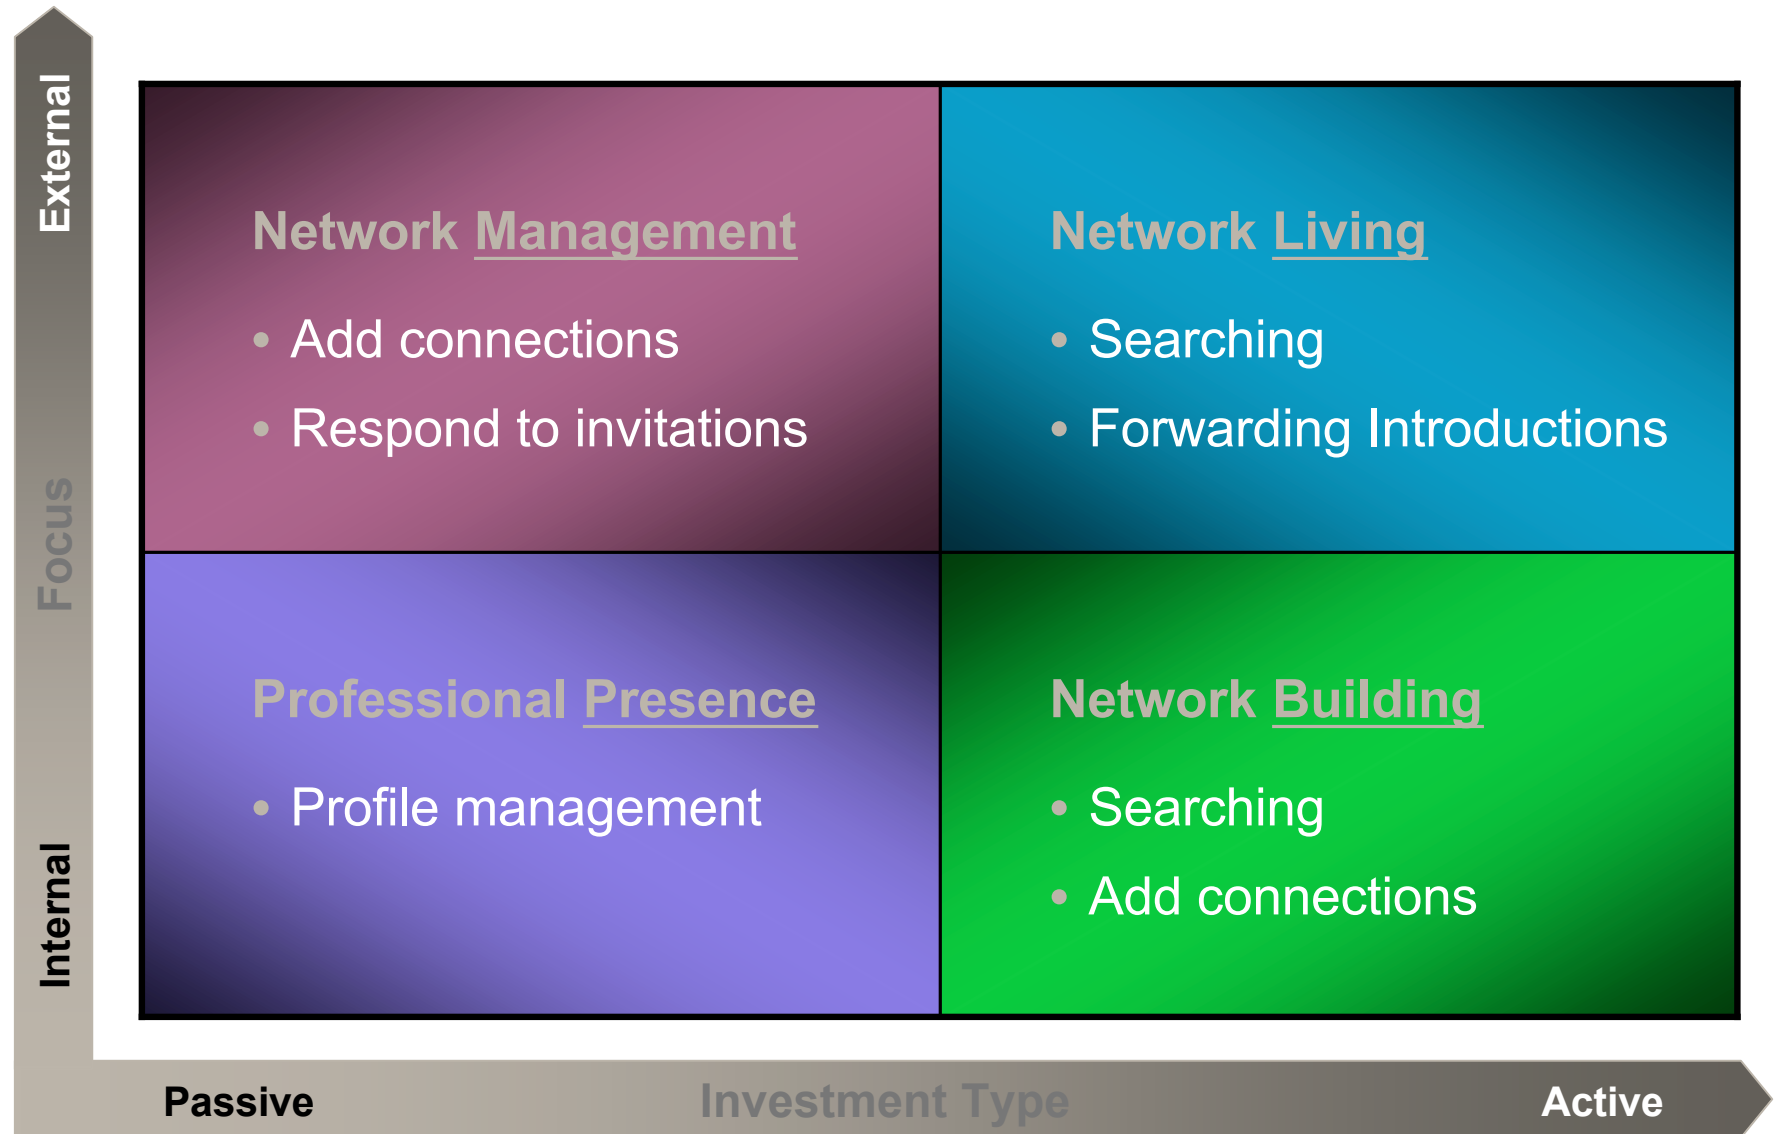 External
Focus
Internal
Network Management
• Add connections
• Respond to invitations
Network Living
• Searching
• Forwarding Introductions
Professional Presence
• Profile management
Network Building
• Searching
• Add connections
Passive
Investment Type
Active